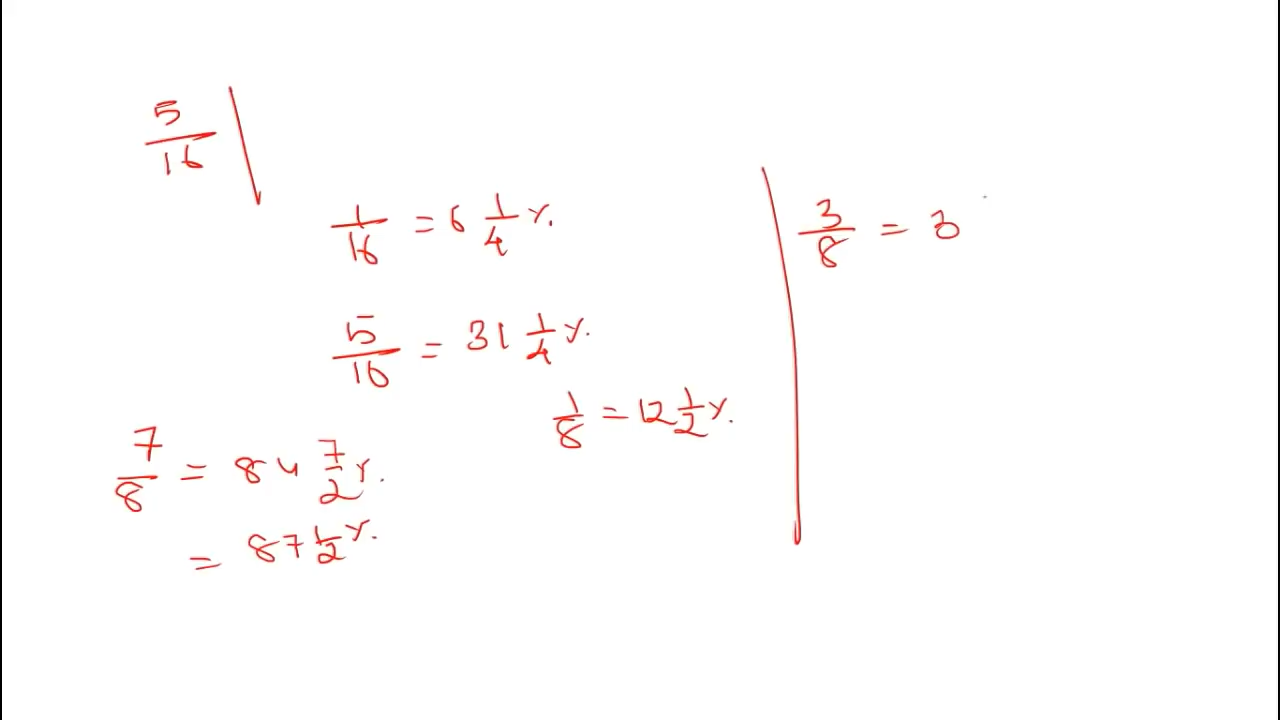 5/16
1/16 = 6 1/4 %.
5/16 = 31 1/4 %.
1/8 = 12 1/2 %.
7/8 = 84 7/2 %.
= 87 1/2 %.
3/8 = 3